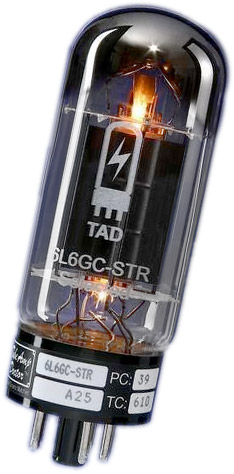 TAD
6L6GC-STR
6L6GC-STR PC: 39
A25 TC: 610